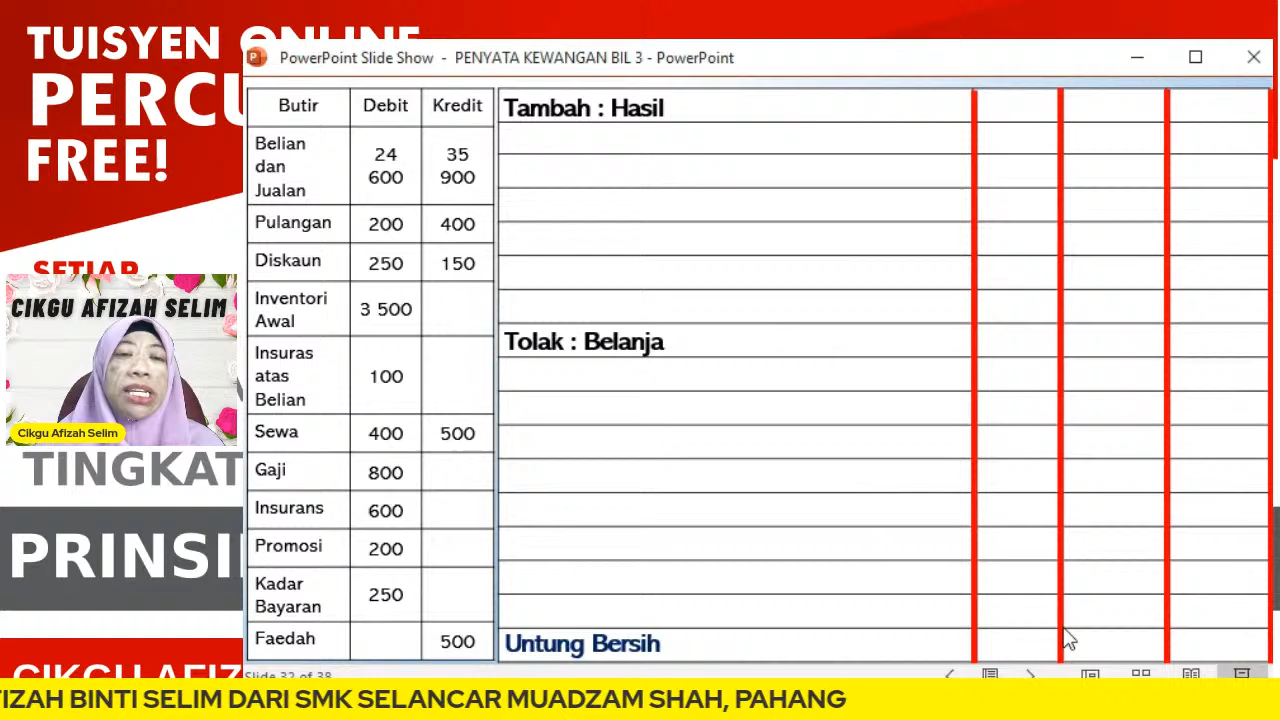 TUISYEN ONLINE
PERCU
FREE!
SETIAP
PowerPoint Slide Show - PENYATA KEWANGAN BIL 3 - PowerPoint
Butir Debit Kredit
Belian dan Jualan 24 600 35 900
Pulangan 200 400
Diskaun 250 150
Inventori Awal 3 500
Insuras atas Belian 100
Sewa 400 500
Gaji 800
Insurans 600
Promosi 200
Kadar Bayaran 250
Faedah 500
Tambah : Hasil
Tolak : Belanja
Untung Bersih
CIKGU AFIZAH SELIM
Cikgu Afizah Selim
TINGKAT
PRINSI
CIKGU AFIZ
Slide 32 of 38
FIZAH BINTI SELIM DARI SMK SELANCAR MUADZAM SHAH, PAHANG